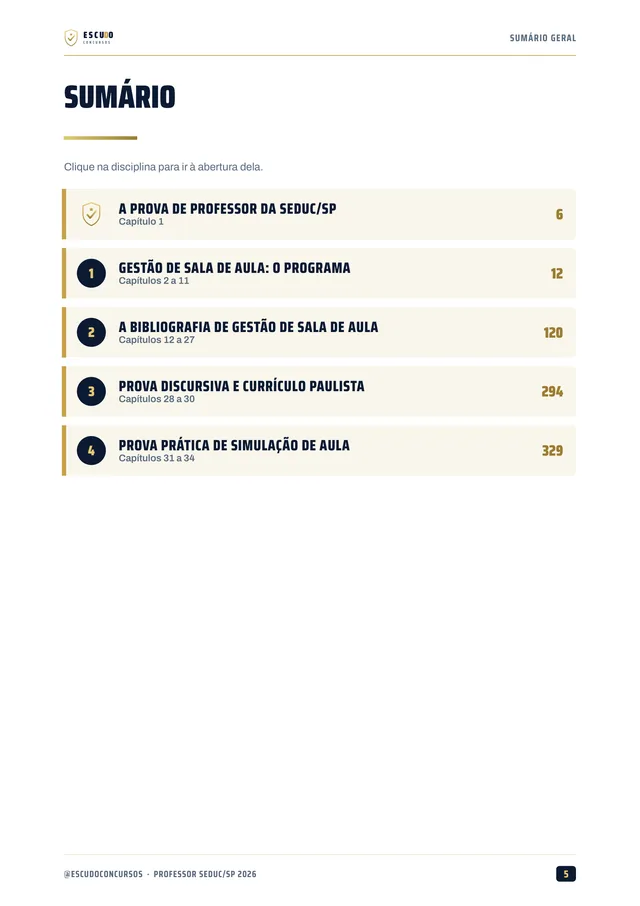 ESCUDO
CONCURSOS
SUMÁRIO GERAL
SUMÁRIO
Clique na disciplina para ir à abertura dela.
A PROVA DE PROFESSOR DA SEDUC/SP
Capítulo 1
6
1
GESTÃO DE SALA DE AULA: O PROGRAMA
Capítulos 2 a 11
12
2
A BIBLIOGRAFIA DE GESTÃO DE SALA DE AULA
Capítulos 12 a 27
120
3
PROVA DISCURSIVA E CURRÍCULO PAULISTA
Capítulos 28 a 30
294
4
PROVA PRÁTICA DE SIMULAÇÃO DE AULA
Capítulos 31 a 34
329
@ESCUDOCONCURSOS - PROFESSOR SEDUC/SP 2026
5